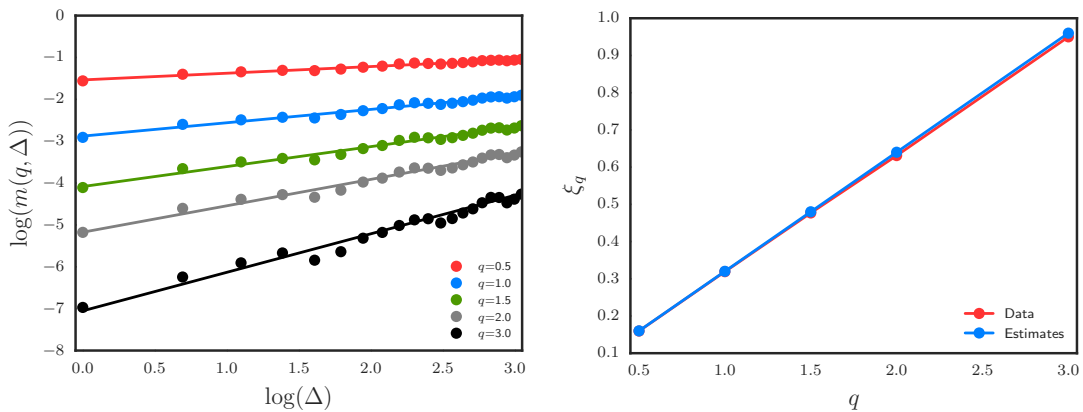 0
−1
−2
−3
−4
−5
−6
−7
−8
log(m(q, Δ))
0.0 0.5 1.0 1.5 2.0 2.5 3.0
log(Δ)
q=0.5
q=1.0
q=1.5
q=2.0
q=3.0
1.0
0.9
0.8
0.7
0.6
0.5
0.4
0.3
0.2
0.1
ξq
0.5 1.0 1.5 2.0 2.5 3.0
q
Data
Estimates